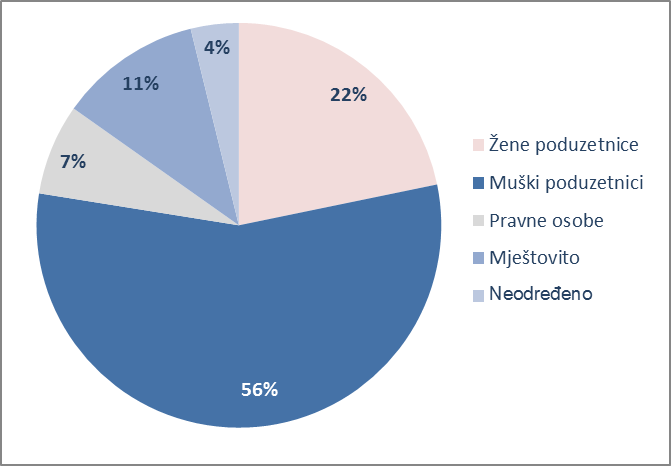 4%
22%
11%
7%
56%
Žene poduzetnice
Muški poduzetnici
Pravne osobe
Mještovito
Neodređeno